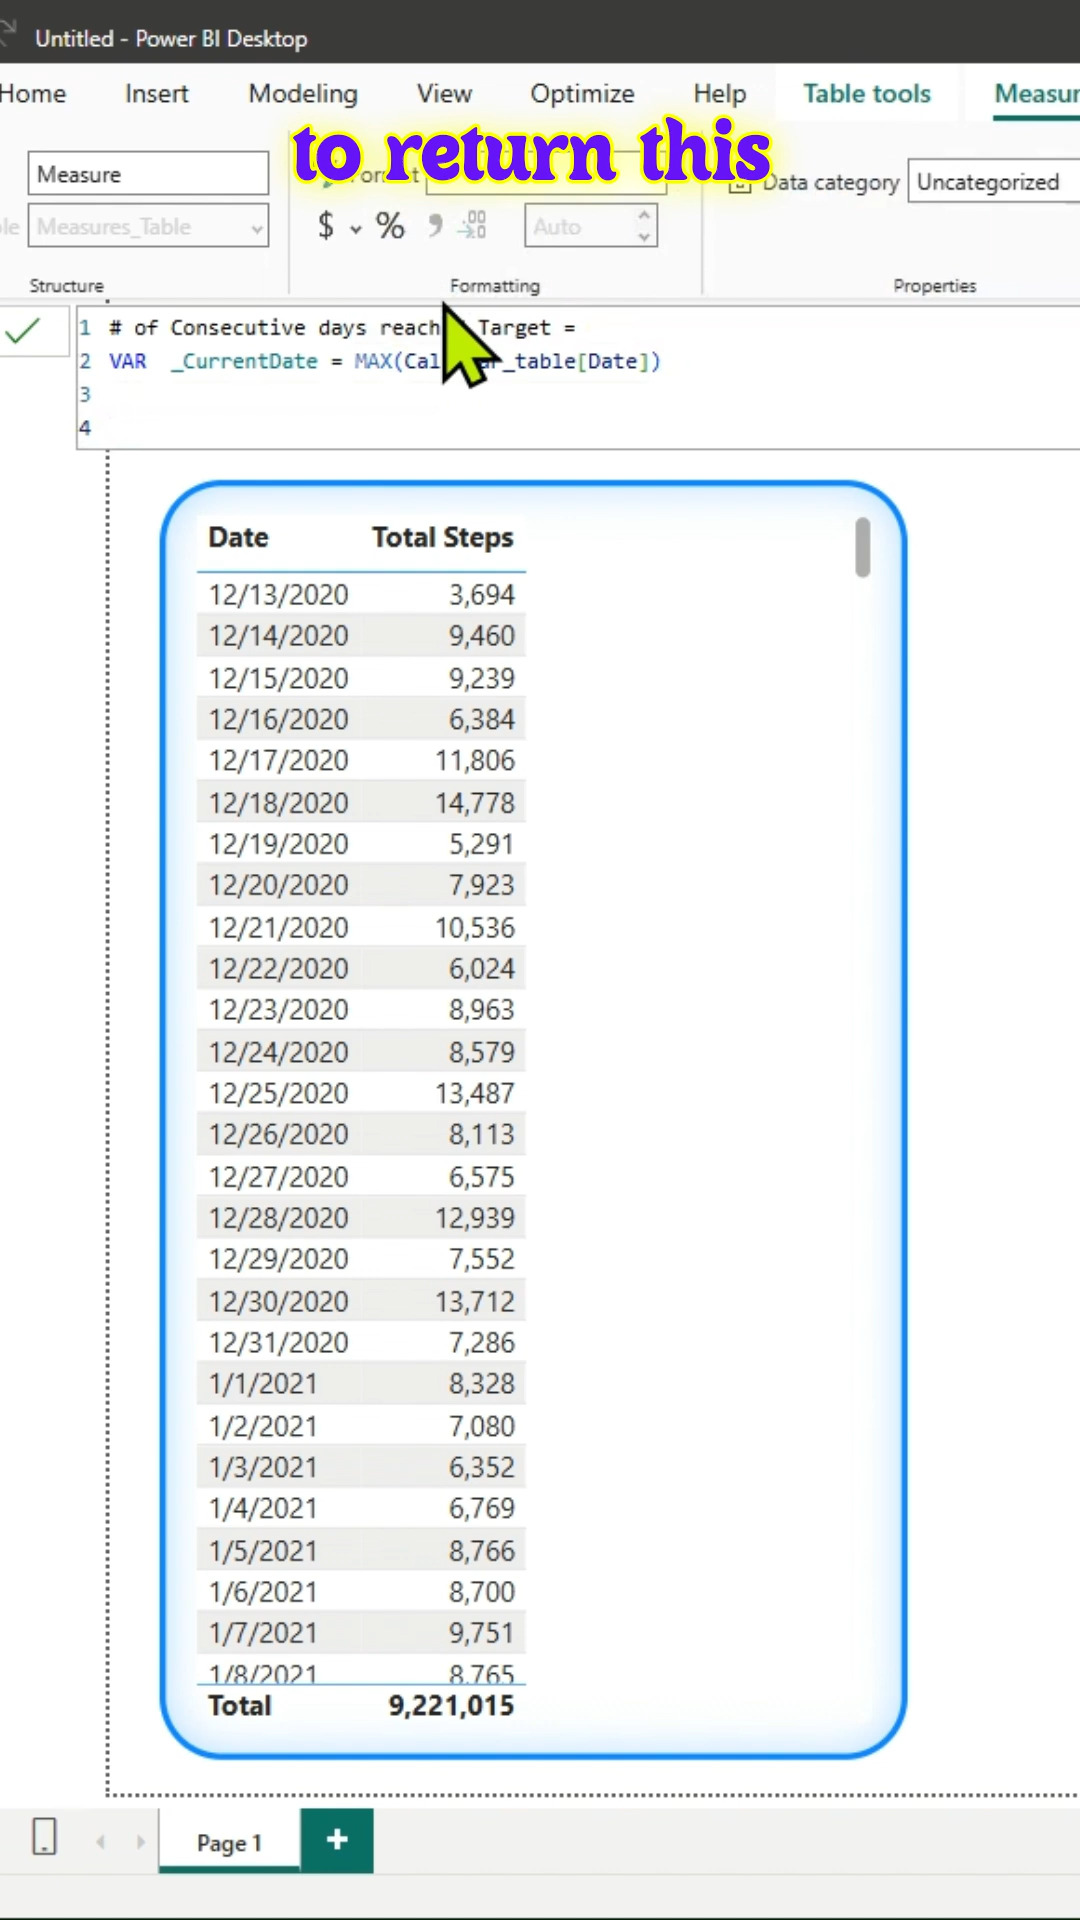 Untitled - Power BI Desktop
Home Insert Modeling View Optimize Help Table tools Measur
to return this
Measure
Data category Uncategorized
Measures_Table
$ % Auto
Structure Formatting Properties
1 # of Consecutive days reach Target =
2 VAR _CurrentDate = MAX(Cal r_table[Date])
3
4
Date Total Steps
12/13/2020 3,694
12/14/2020 9,460
12/15/2020 9,239
12/16/2020 6,384
12/17/2020 11,806
12/18/2020 14,778
12/19/2020 5,291
12/20/2020 7,923
12/21/2020 10,536
12/22/2020 6,024
12/23/2020 8,963
12/24/2020 8,579
12/25/2020 13,487
12/26/2020 8,113
12/27/2020 6,575
12/28/2020 12,939
12/29/2020 7,552
12/30/2020 13,712
12/31/2020 7,286
1/1/2021 8,328
1/2/2021 7,080
1/3/2021 6,352
1/4/2021 6,769
1/5/2021 8,766
1/6/2021 8,700
1/7/2021 9,751
1/8/2021 8,765
Total 9,221,015
Page 1 +